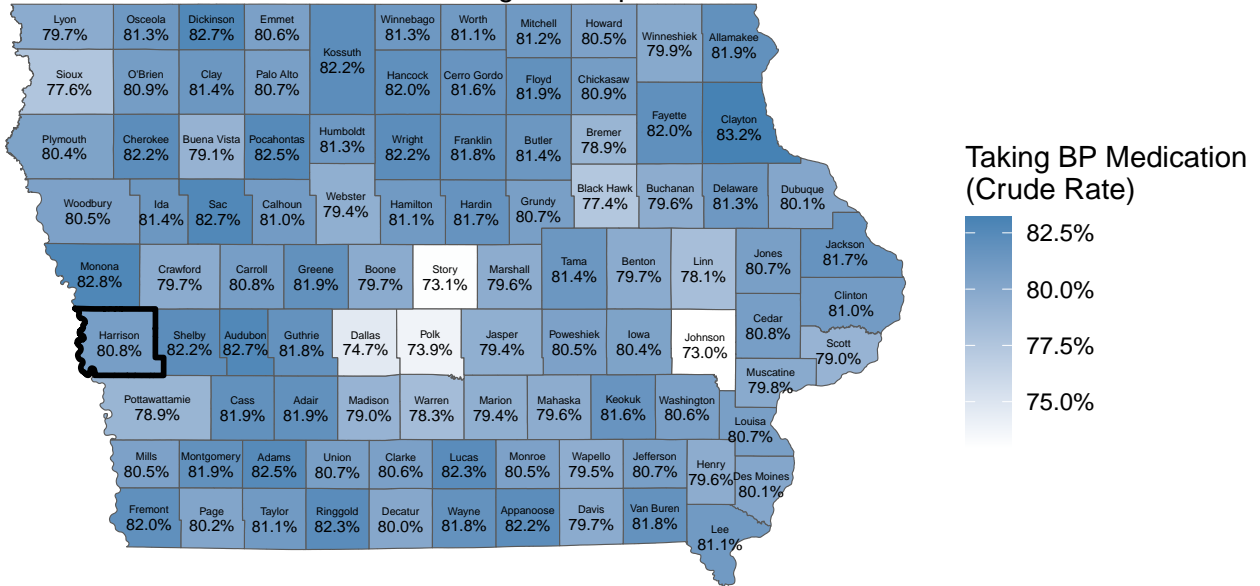 Lyon
79.7%
Osceola
81.3%
Dickinson
82.7%
Emmet
80.6%
Kossuth
82.2%
Winnebago
81.3%
Worth
81.1%
Mitchell
81.2%
Howard
80.5%
Winneshiek
79.9%
Allamakee
81.9%
Sioux
77.6%
O'Brien
80.9%
Clay
81.4%
Palo Alto
80.7%
Hancock
82.0%
Cerro Gordo
81.6%
Floyd
81.9%
Chickasaw
80.9%
Fayette
82.0%
Clayton
83.2%
Plymouth
80.4%
Cherokee
82.2%
Buena Vista
79.1%
Pocahontas
82.5%
Humboldt
81.3%
Wright
82.2%
Franklin
81.8%
Butler
81.4%
Bremer
78.9%
Woodbury
80.5%
Ida
81.4%
Sac
82.7%
Calhoun
81.0%
Webster
79.4%
Hamilton
81.1%
Hardin
81.7%
Grundy
80.7%
Black Hawk
77.4%
Buchanan
79.6%
Delaware
81.3%
Dubuque
80.1%
Monona
82.8%
Crawford
79.7%
Carroll
80.8%
Greene
81.9%
Boone
79.7%
Story
73.1%
Marshall
79.6%
Tama
81.4%
Benton
79.7%
Linn
78.1%
Jones
80.7%
Jackson
81.7%
Clinton
81.0%
Harrison
80.8%
Shelby
82.2%
Audubon
82.7%
Guthrie
81.8%
Dallas
74.7%
Polk
73.9%
Jasper
79.4%
Poweshiek
80.5%
Iowa
80.4%
Johnson
73.0%
Cedar
80.8%
Scott
79.0%
Muscatine
79.8%
Pottawattamie
78.9%
Cass
81.9%
Adair
81.9%
Madison
79.0%
Warren
78.3%
Marion
79.4%
Mahaska
79.6%
Keokuk
81.6%
Washington
80.6%
Louisa
80.7%
Mills
80.5%
Montgomery
81.9%
Adams
82.5%
Union
80.7%
Clarke
80.6%
Lucas
82.3%
Monroe
80.5%
Wapello
79.5%
Jefferson
80.7%
Henry
79.6%
Des Moines
80.1%
Fremont
82.0%
Page
80.2%
Taylor
81.1%
Ringgold
82.3%
Decatur
80.0%
Wayne
81.8%
Appanoose
82.2%
Davis
79.7%
Van Buren
81.8%
Lee
81.1%
Taking BP Medication
(Crude Rate)
82.5%
80.0%
77.5%
75.0%